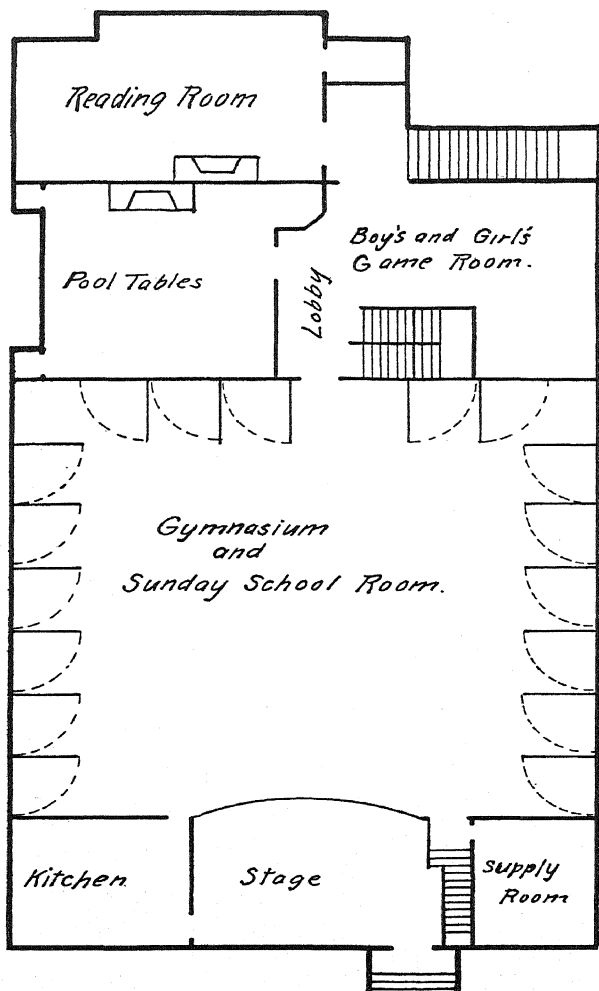 Reading Room
Boy's and Girl's
Game Room.
Pool Tables
Lobby
Gymnasium
and
Sunday School Room.
Kitchen
Stage
Supply
Room